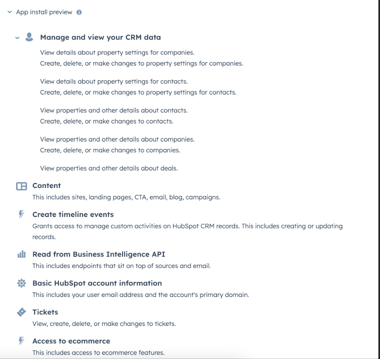 App install preview
Manage and view your CRM data
View details about property settings for companies.
Create, delete, or make changes to property settings for companies.
View details about property settings for contacts.
Create, delete, or make changes to property settings for contacts.
View properties and other details about contacts.
Create, delete, or make changes to contacts.
View properties and other details about companies.
Create, delete, or make changes to companies.
View properties and other details about deals.
Content
This includes sites, landing pages, CTA, email, blog, campaigns.
Create timeline events
Grants access to manage custom activities on HubSpot CRM records. This includes creating or updating
records.
Read from Business Intelligence API
This includes endpoints that sit on top of sources and email.
Basic HubSpot account information
This includes your user email address and the account's primary domain.
Tickets
View, create, delete, or make changes to tickets.
Access to ecommerce
This includes access to ecommerce features.